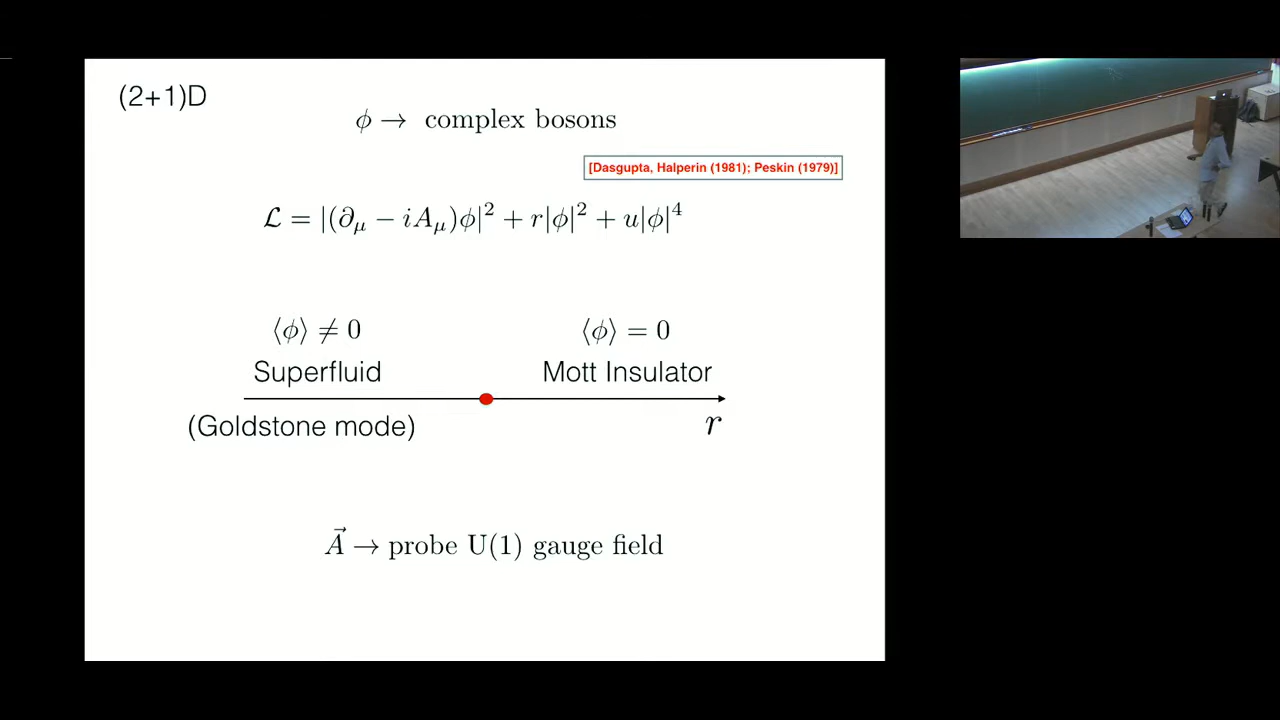 (2+1)D
ϕ → complex bosons
[Dasgupta, Halperin (1981); Peskin (1979)]
ℒ = |(∂_μ − iA_μ)ϕ|² + r|ϕ|² + u|ϕ|⁴
⟨ϕ⟩ ≠ 0 ⟨ϕ⟩ = 0
Superfluid Mott Insulator
(Goldstone mode) r
A⃗ → probe U(1) gauge field